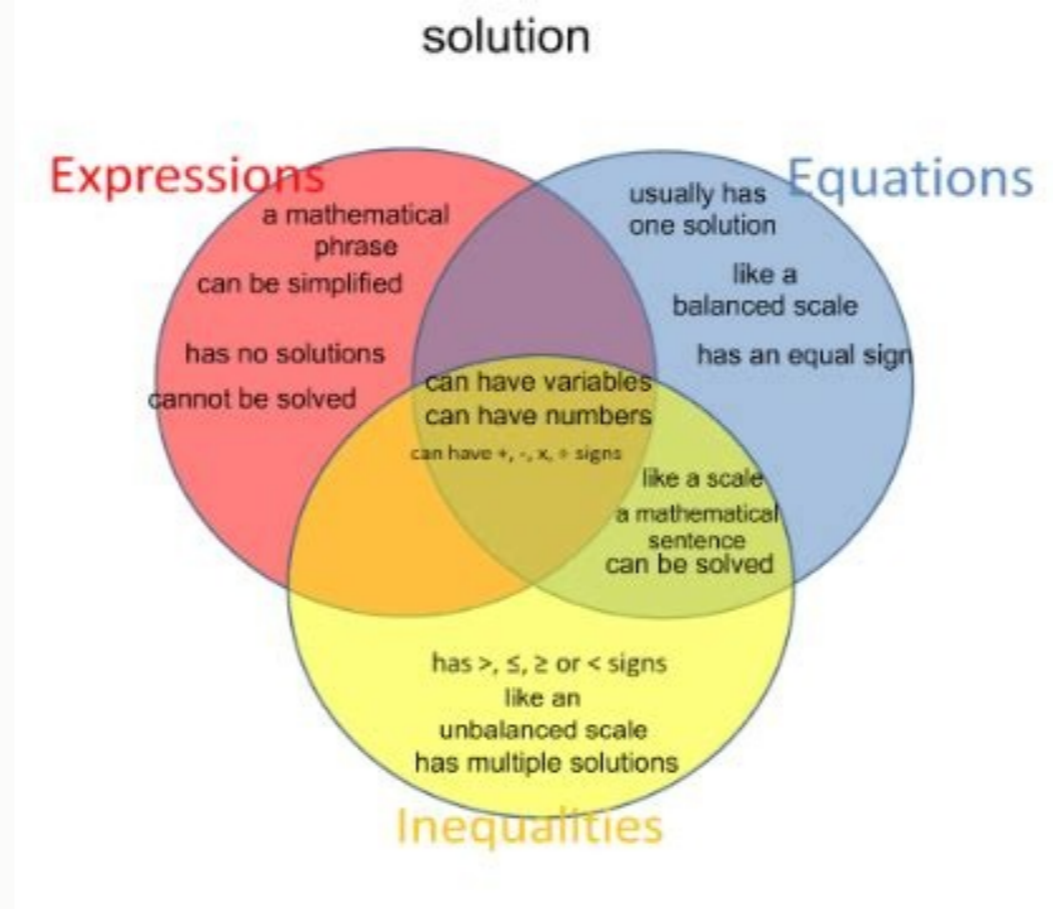 solution
Expressions
Equations
a mathematical
phrase
can be simplified
has no solutions
cannot be solved
usually has
one solution
like a
balanced scale
has an equal sign
can have variables
can have numbers
can have +, -, x, ÷ signs
like a scale
a mathematical
sentence
can be solved
has >, ≤, ≥ or < signs
like an
unbalanced scale
has multiple solutions
Inequalities